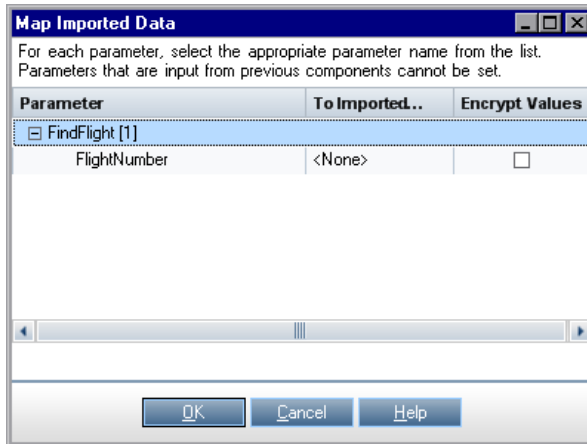 Map Imported Data
For each parameter, select the appropriate parameter name from the list.
Parameters that are input from previous components cannot be set.
Parameter To Imported... Encrypt Values
FindFlight [1]
FlightNumber <None>
OK Cancel Help